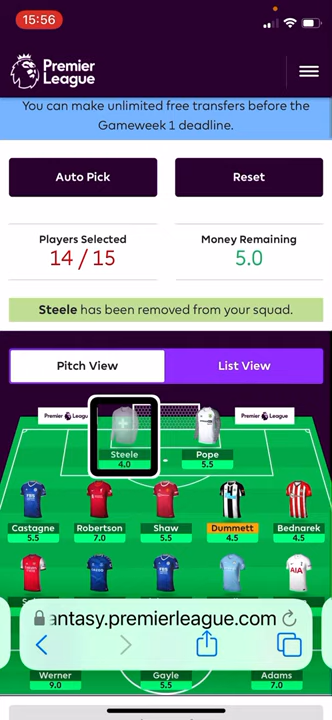 15:56
Premier
League
You can make unlimited free transfers before the
Gameweek 1 deadline.
Auto Pick
Reset
Players Selected
Money Remaining
14 / 15
5.0
Steele has been removed from your squad.
Pitch View
List View
Premier League
Premier League
Steele
Pope
4.0
5.5
Castagne
Robertson
Shaw
Dummett
Bednarek
5.5
7.0
5.5
4.5
4.5
AIA
antasy.premierleague.com
Werner
Gayle
Adams
9.0
5.5
7.0